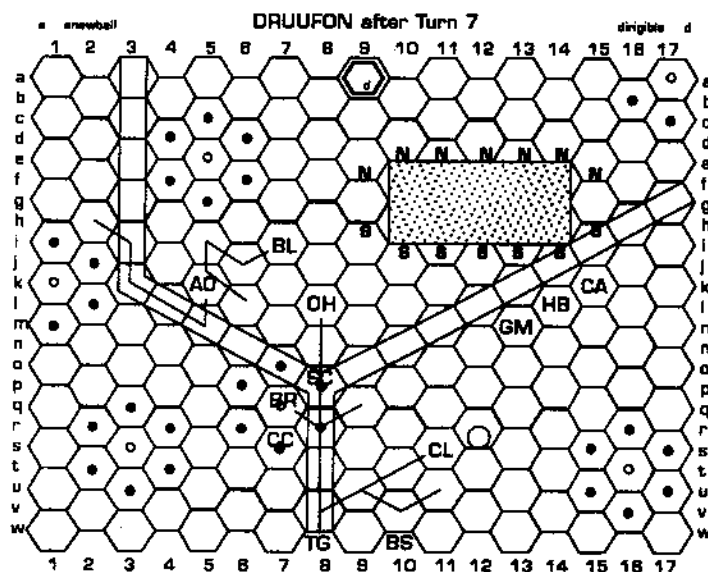 DRUUFON after Turn 7 dirigible d
1 2 3 4 5 6 7 8 9 10 11 12 13 14 15 16 17
a d a
b b
c c
d d
e N N N N N e
f N N f
g g
h S S h
i BL S S S S S i
j j
k AO CA k
l OH HB l
m GM m
n n
o o
p SC p
q BR q
r r
s CC CL s
t t
u u
v v
w TG BS w
1 2 3 4 5 6 7 8 9 10 11 12 13 14 15 16 17